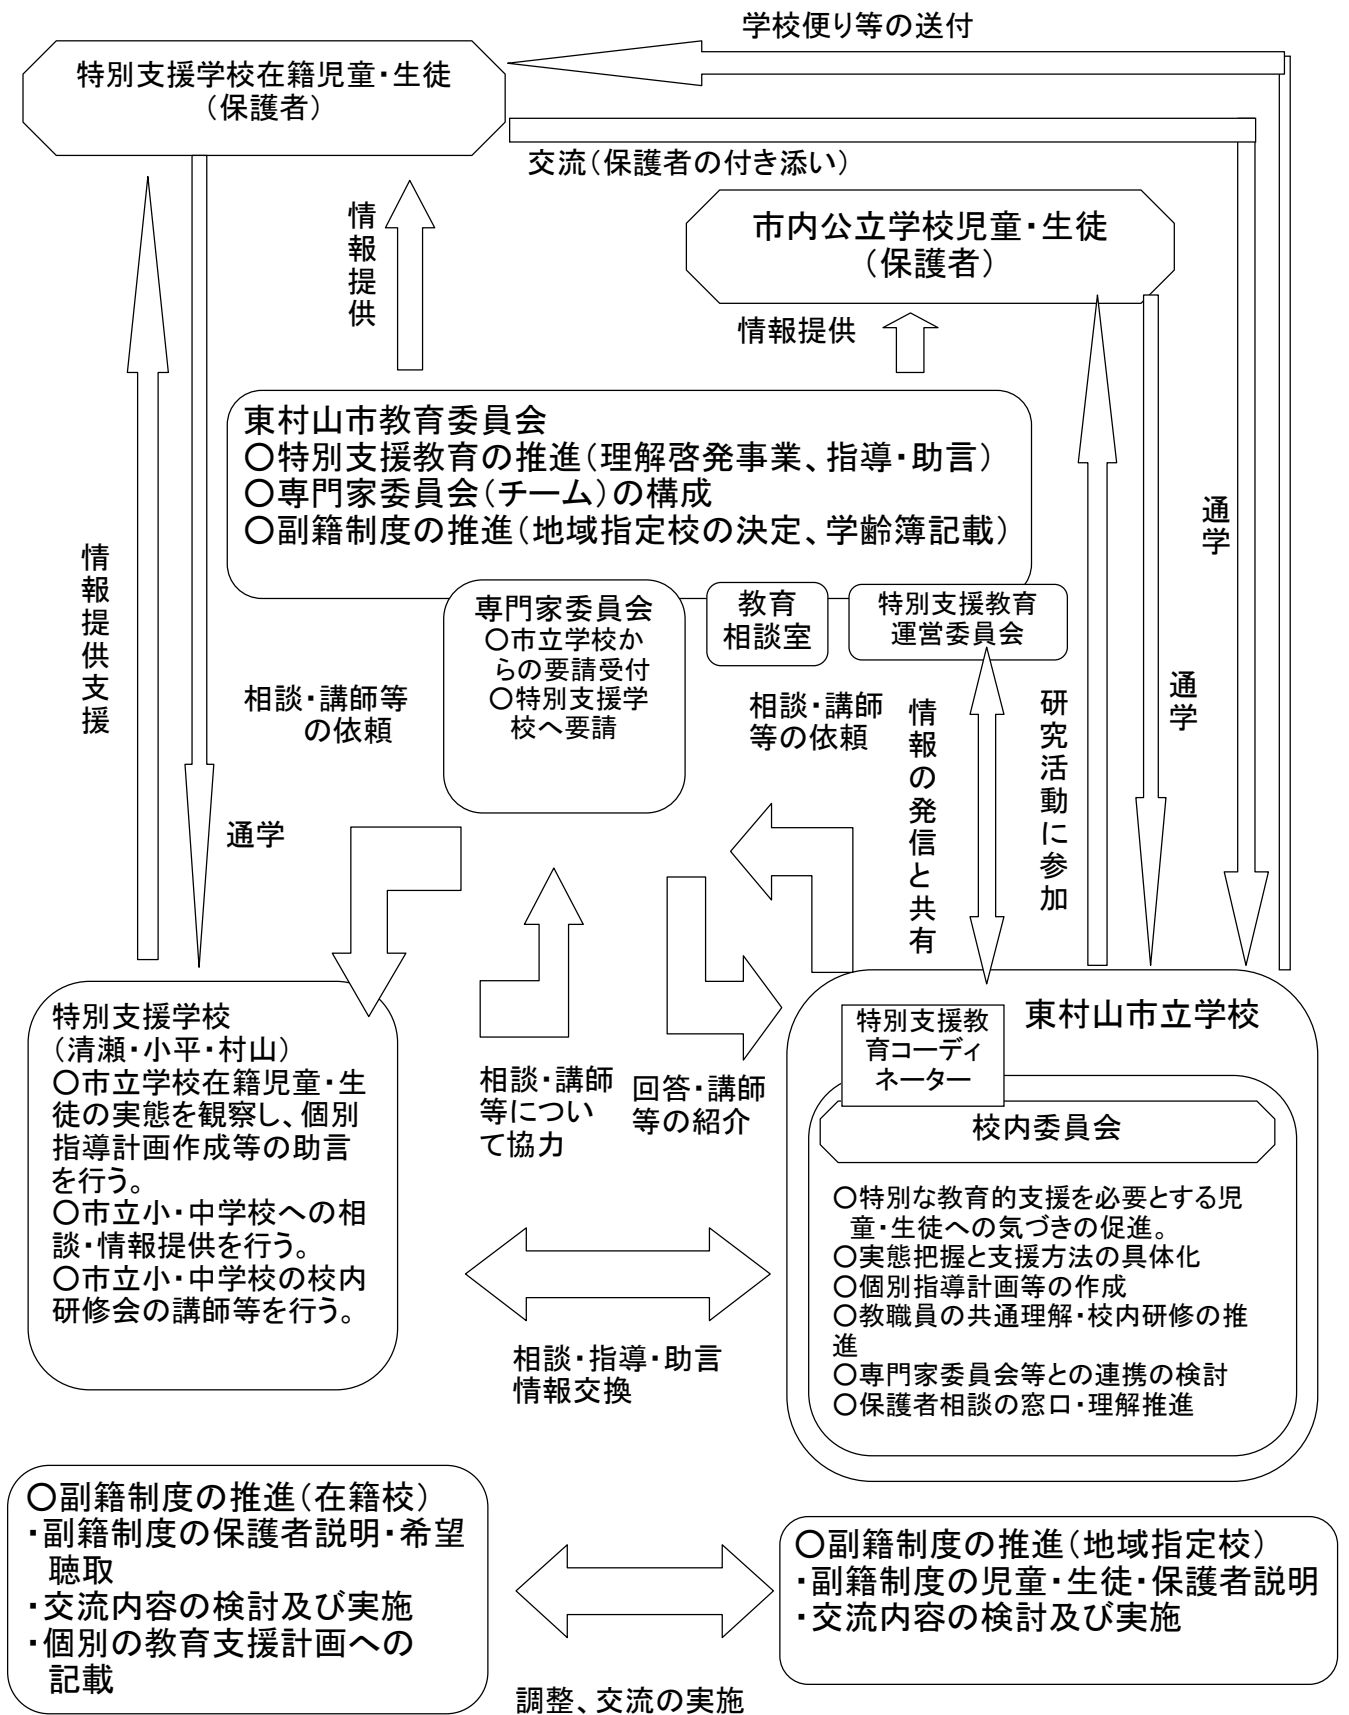 学校便り等の送付
特別支援学校在籍児童・生徒
（保護者）
交流（保護者の付き添い）
情報提供
市内公立学校児童・生徒
（保護者）
情報提供
東村山市教育委員会
○特別支援教育の推進（理解啓発事業、指導・助言）
○専門家委員会（チーム）の構成
○副籍制度の推進（地域指定校の決定、学齢簿記載）
通学
情報提供支援
専門家委員会
○市立学校か
らの要請受付
○特別支援学
校へ要請
教育
相談室
特別支援教育
運営委員会
相談・講師等
の依頼
相談・講師
等の依頼
情報の発信と共有
研究活動に参加
通学
通学
特別支援学校
（清瀬・小平・村山）
○市立学校在籍児童・生
徒の実態を観察し、個別
指導計画作成等の助言
を行う。
○市立小・中学校への相
談・情報提供を行う。
○市立小・中学校の校内
研修会の講師等を行う。
相談・講師
等につい
て協力
回答・講師
等の紹介
東村山市立学校
特別支援教
育コーディ
ネーター
校内委員会
○特別な教育的支援を必要とする児
童・生徒への気づきの促進。
○実態把握と支援方法の具体化
○個別指導計画等の作成
○教職員の共通理解・校内研修の推
進
○専門家委員会等との連携の検討
○保護者相談の窓口・理解推進
相談・指導・助言
情報交換
○副籍制度の推進（在籍校）
・副籍制度の保護者説明・希望
聴取
・交流内容の検討及び実施
・個別の教育支援計画への
記載
○副籍制度の推進（地域指定校）
・副籍制度の児童・生徒・保護者説明
・交流内容の検討及び実施
調整、交流の実施